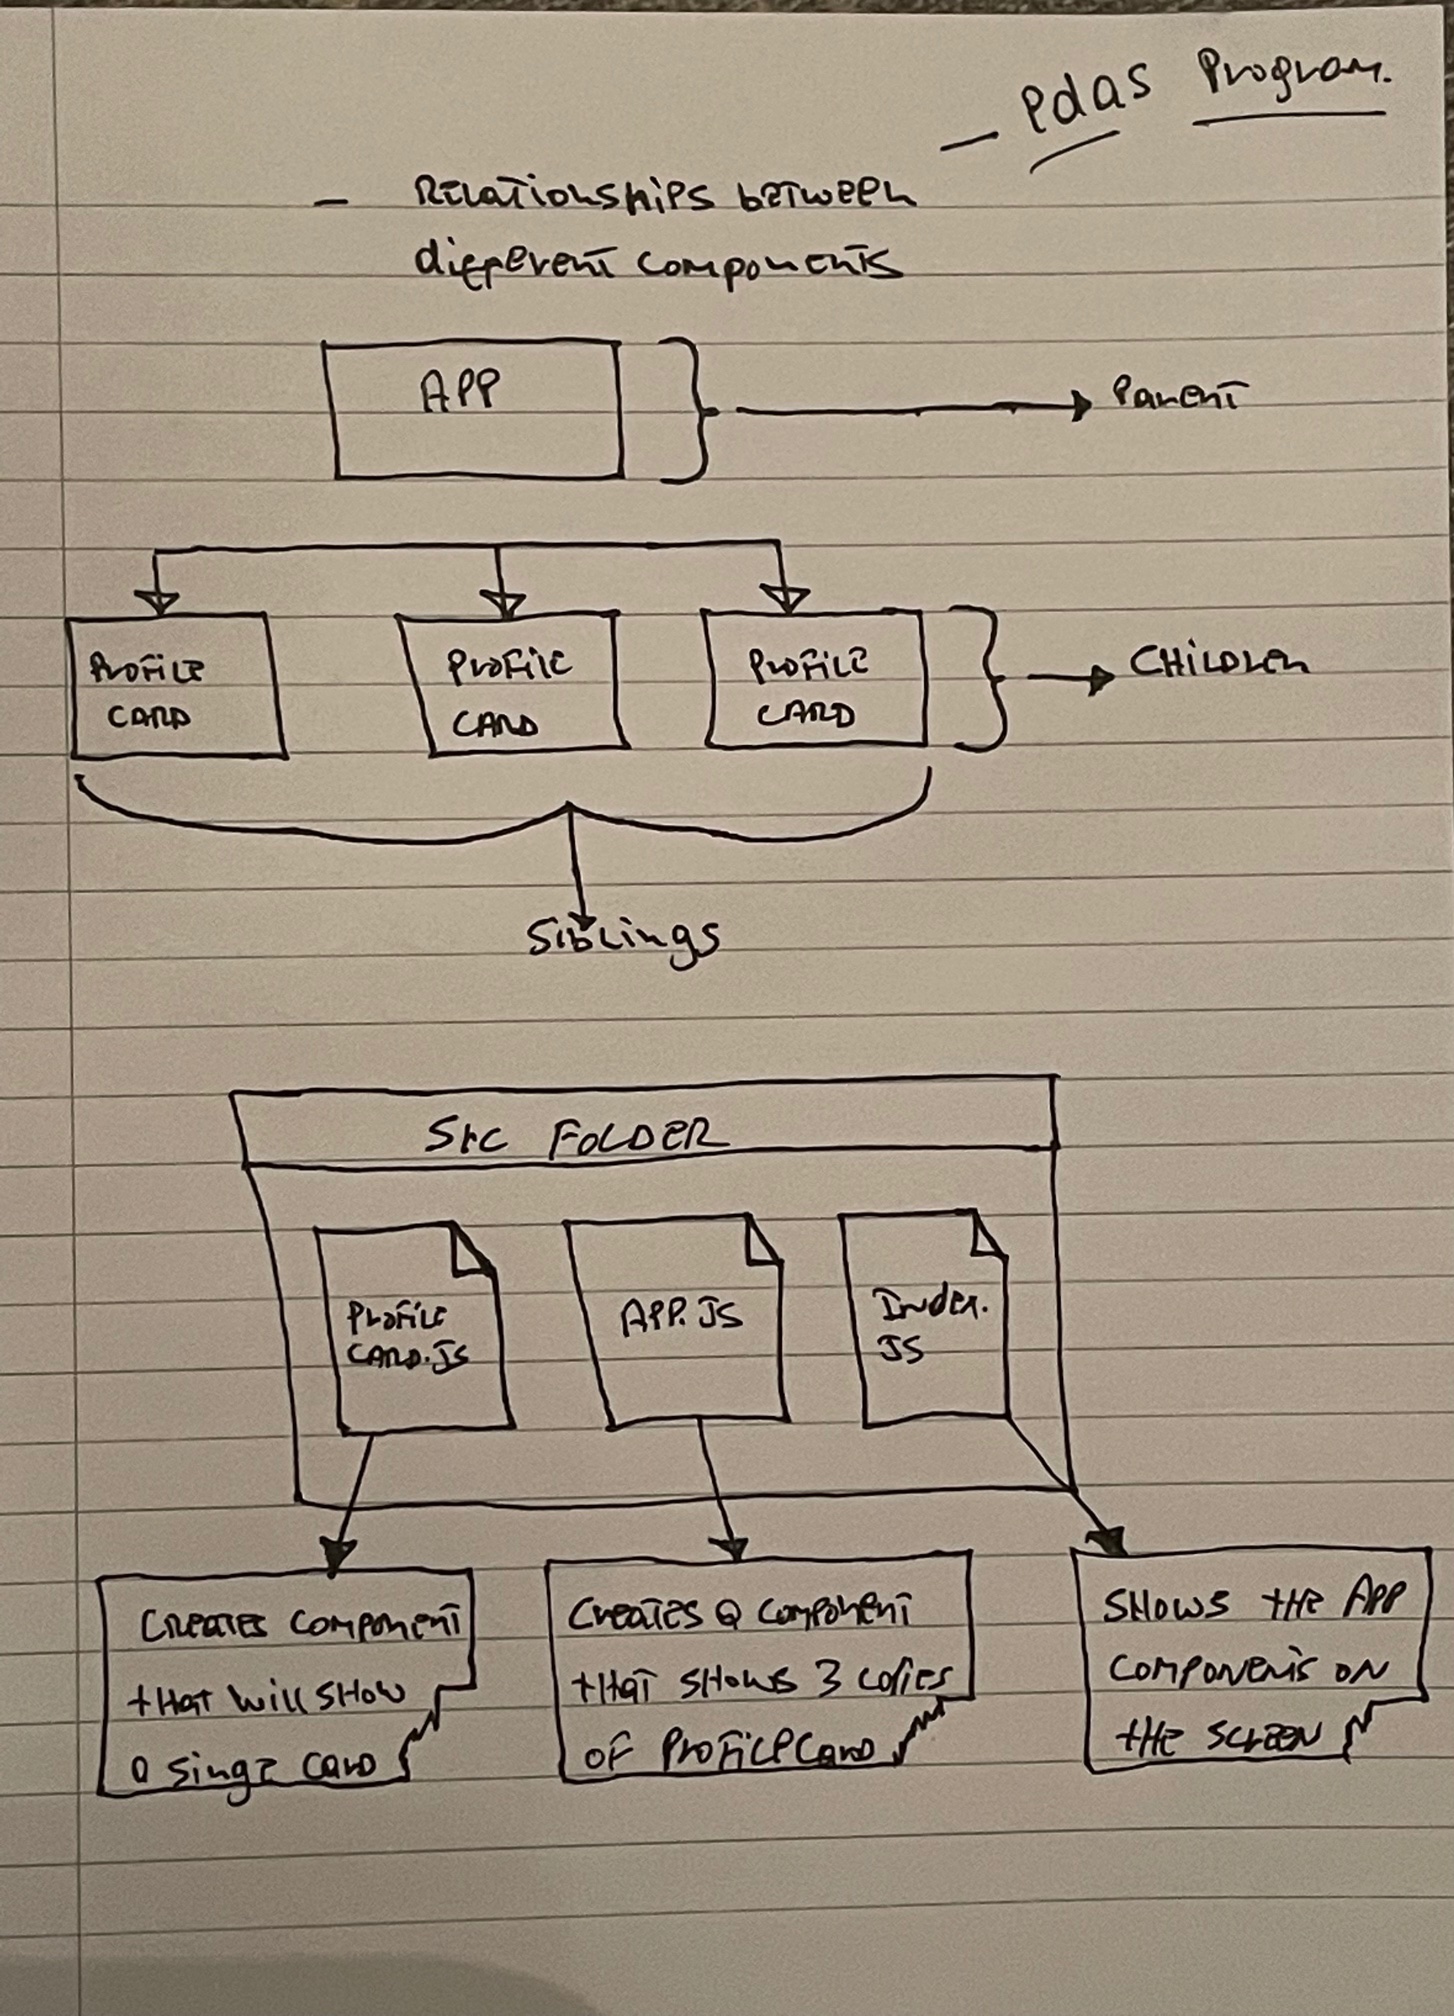 - Pdas Program.
- Relationships between
different components
APP
Parent
Profile
Card
Profile
Card
Profile
Card
Children
Siblings
Src Folder
Profile
Card.js
App.JS
Index.
JS
Creates component
that will show
a singe card
Creates a component
that shows 3 copies
of ProfileCard
Shows the App
components on
the screen